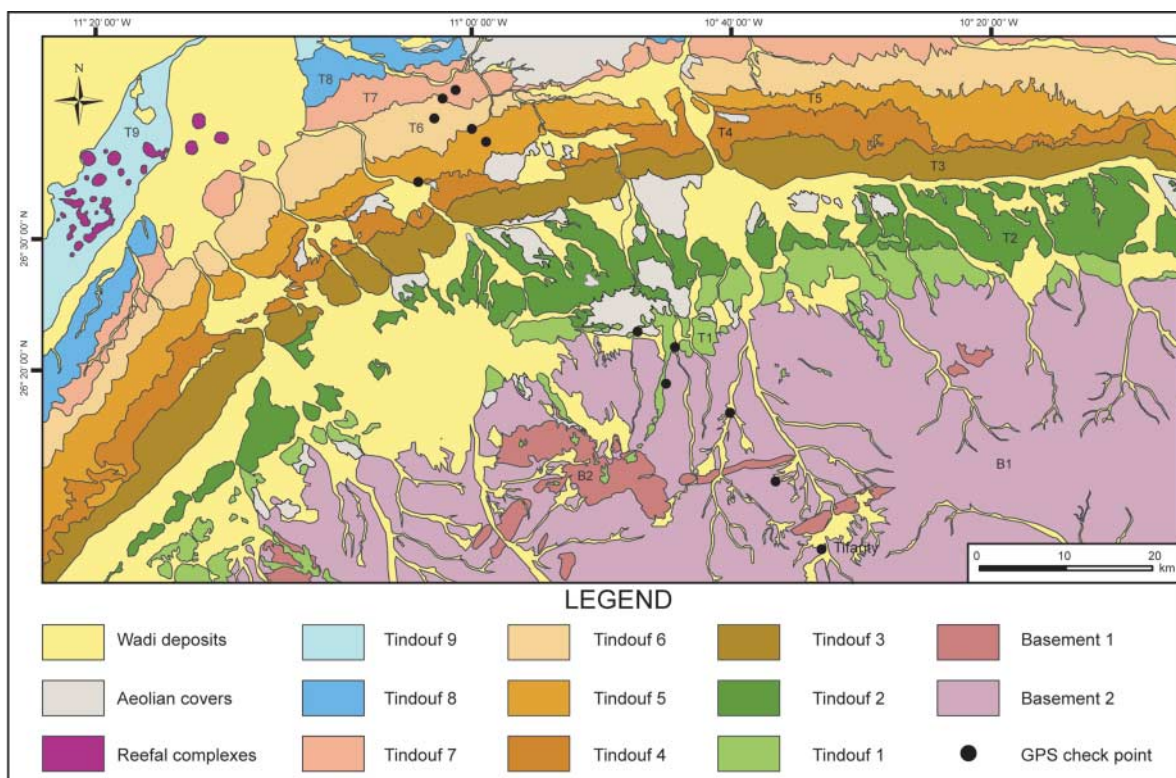 11° 20' 00'' W
11° 00' 00'' W
10° 40' 00'' W
10° 20' 00'' W
N
T8
T7
T9
T6
T5
T4
T3
26° 30' 00'' N
T2
T1
26° 20' 00'' N
B2
B1
Tifarity
0 10 20
km
LEGEND
Wadi deposits
Tindouf 9
Tindouf 6
Tindouf 3
Basement 1
Aeolian covers
Tindouf 8
Tindouf 5
Tindouf 2
Basement 2
Reefal complexes
Tindouf 7
Tindouf 4
Tindouf 1
GPS check point